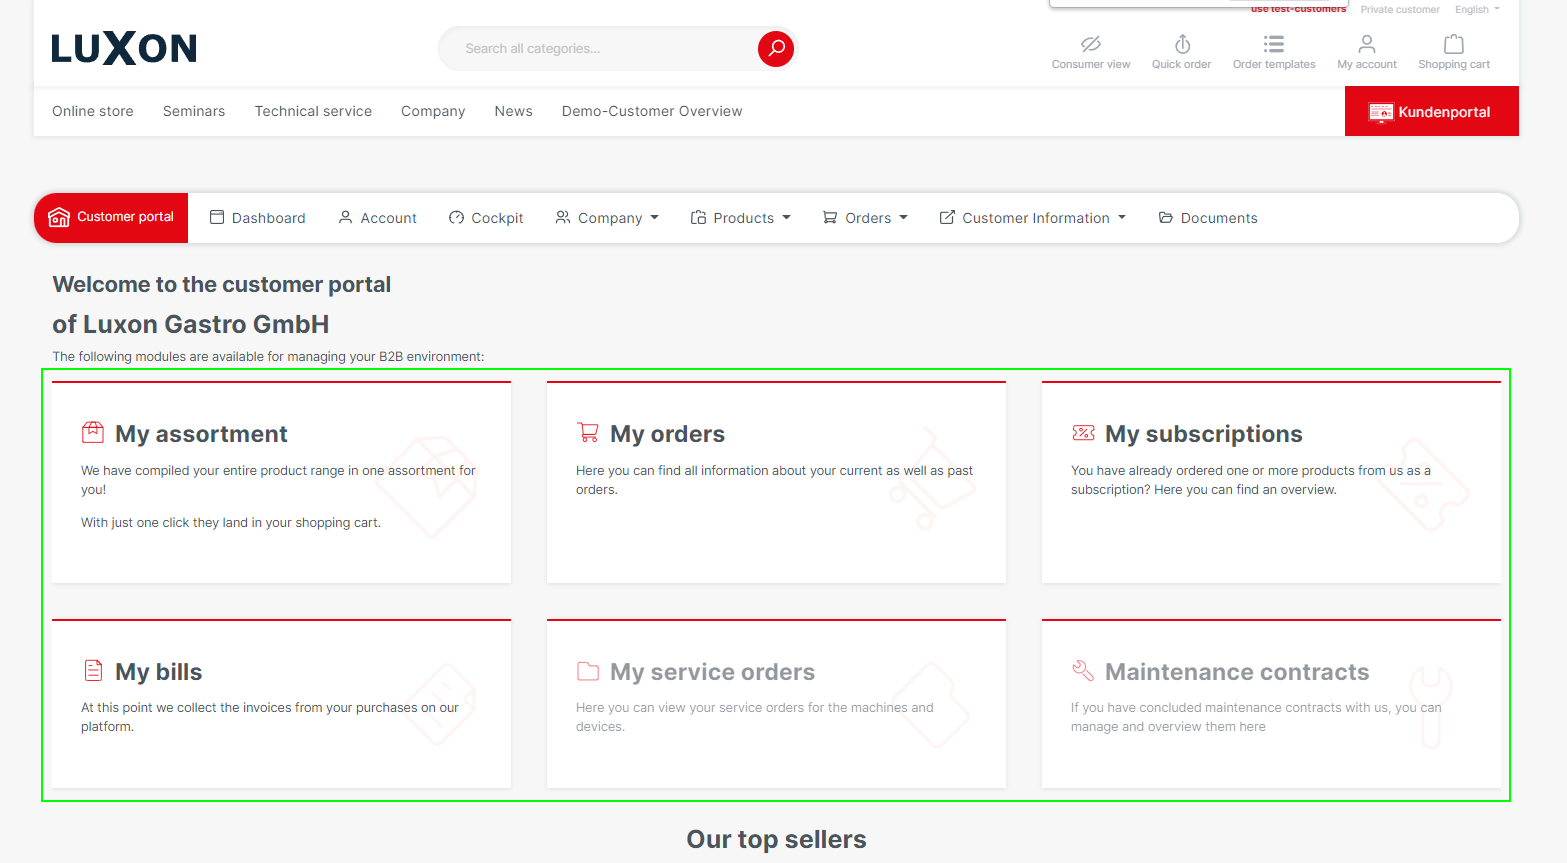 use test-customers Private customer English
LUXON
Search all categories...
Consumer view Quick order Order templates My account Shopping cart
Online store Seminars Technical service Company News Demo-Customer Overview
Kundenportal
Customer portal Dashboard Account Cockpit Company Products Orders Customer Information Documents
Welcome to the customer portal
of Luxon Gastro GmbH
The following modules are available for managing your B2B environment:
My assortment
We have compiled your entire product range in one assortment for
you!
With just one click they land in your shopping cart.
My orders
Here you can find all information about your current as well as past
orders.
My subscriptions
You have already ordered one or more products from us as a
subscription? Here you can find an overview.
My bills
At this point we collect the invoices from your purchases on our
platform.
My service orders
Here you can view your service orders for the machines and
devices.
Maintenance contracts
If you have concluded maintenance contracts with us, you can
manage and overview them here
Our top sellers